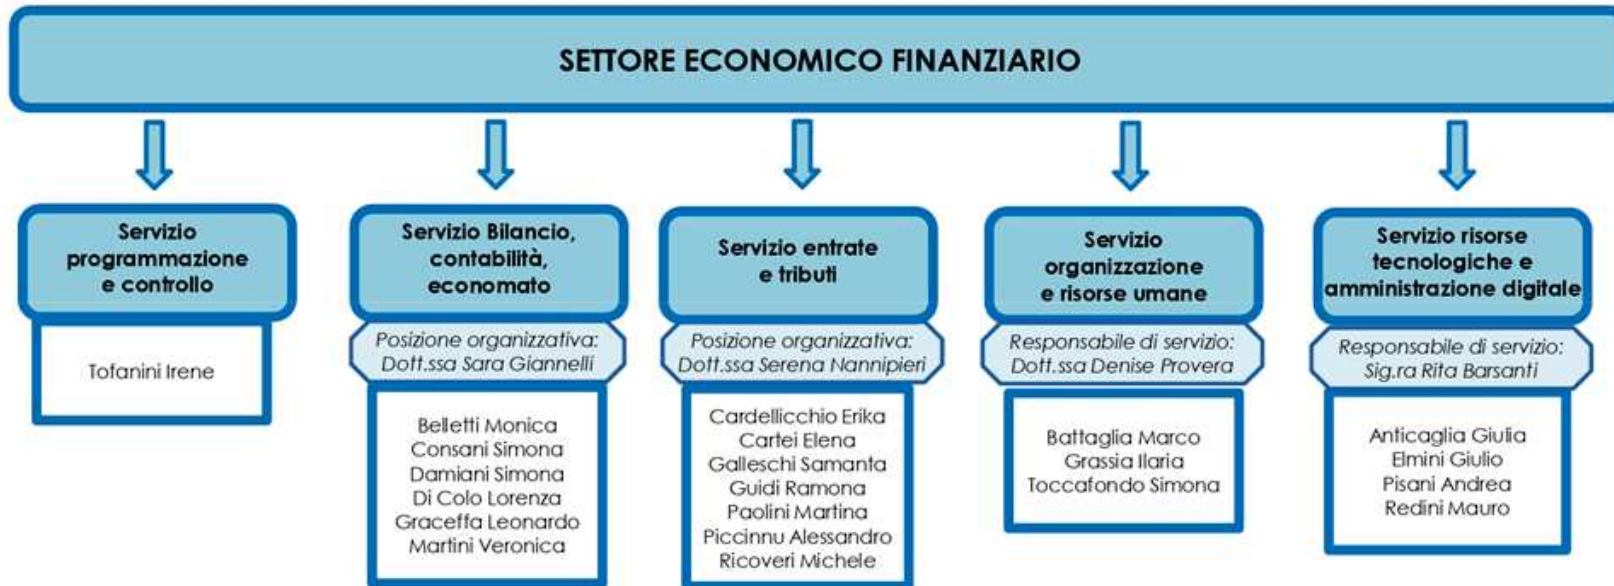 SETTORE ECONOMICO FINANZIARIO
Servizio
programmazione
e controllo
Tofanini Irene
Servizio Bilancio,
contabilità,
economato
Posizione organizzativa:
Dott.ssa Sara Giannelli
Belletti Monica
Consani Simona
Damiani Simona
Di Colo Lorenza
Graceffa Leonardo
Martini Veronica
Servizio entrate
e tributi
Posizione organizzativa:
Dott.ssa Serena Nannipieri
Cardellicchio Erika
Cartei Elena
Galleschi Samanta
Guidi Ramona
Paolini Martina
Piccinnu Alessandro
Ricoveri Michele
Servizio
organizzazione
e risorse umane
Responsabile di servizio:
Dott.ssa Denise Provera
Battaglia Marco
Grassia Ilaria
Toccafondo Simona
Servizio risorse
tecnologiche e
amministrazione digitale
Responsabile di servizio:
Sig.ra Rita Barsanti
Anticaglia Giulia
Elmini Giulio
Pisani Andrea
Redini Mauro